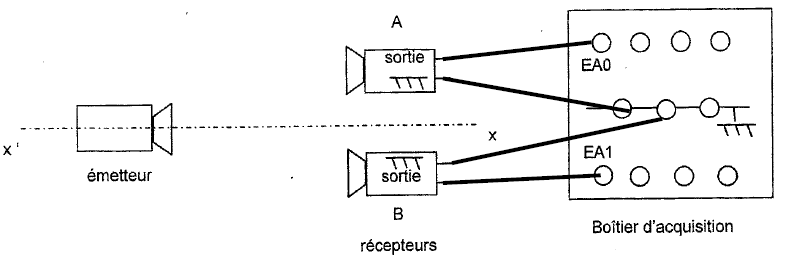 A
sortie
EA0
x'
x
émetteur
EA1
sortie
B
récepteurs
Boîtier d'acquisition